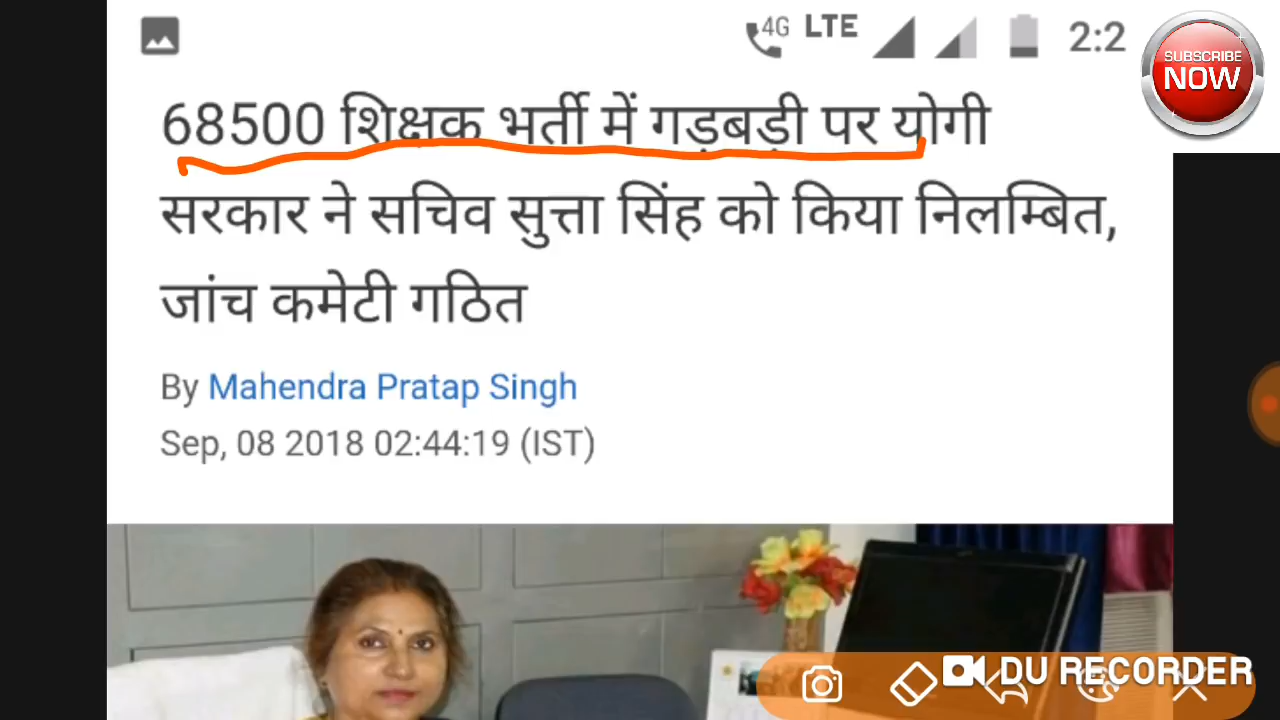 4G LTE 2:2
SUBSCRIBE
NOW
68500 शिक्षक भर्ती में गड़बड़ी पर योगी
सरकार ने सचिव सुत्ता सिंह को किया निलम्बित,
जांच कमेटी गठित
By Mahendra Pratap Singh
Sep, 08 2018 02:44:19 (IST)
DU RECORDER